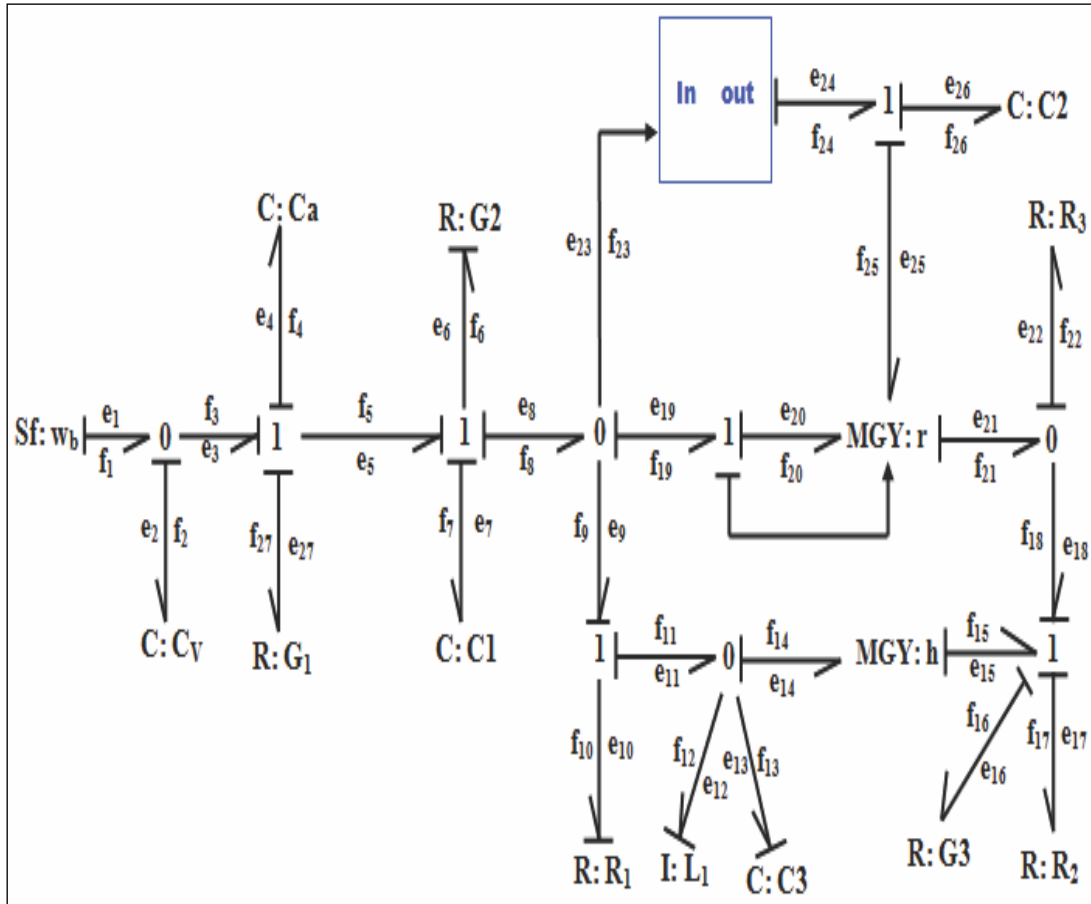 In out
e24
f24
1
e26
f26
C: C2
C: Ca
R: G2
R: R3
e23 f23
f25 e25
e4 f4
e6 f6
e22 f22
Sf: wb
e1
f1
0
f3
e3
1
f5
e5
1
e8
f8
0
e19
f19
1
e20
f20
MGY: r
e21
f21
0
e2 f2
f27 e27
f7 e7
f9 e9
f18 e18
C: CV
R: G1
C: C1
1
f11
e11
0
f14
e14
MGY: h
f15
e15
1
f10 e10
f12
e12
e13 f13
f16
e16
f17 e17
R: R1
I: L1
C: C3
R: G3
R: R2